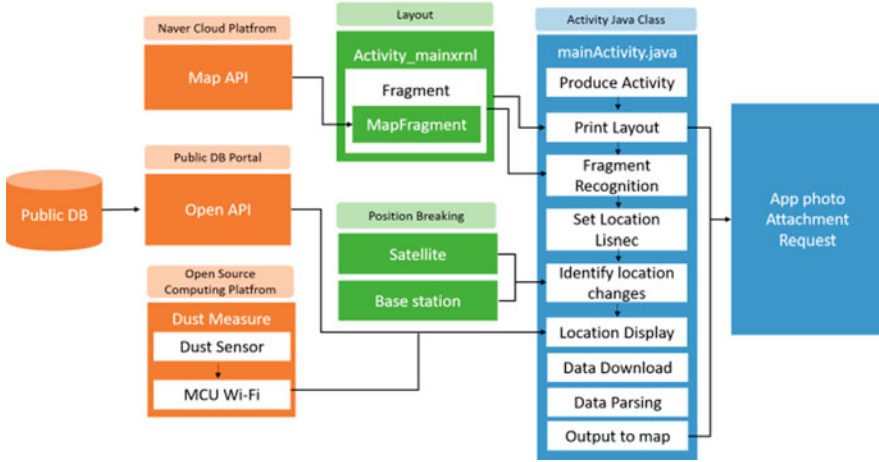 Naver Cloud Platfrom
Map API
Public DB Portal
Public DB
Open API
Open Source
Computing Platfrom
Dust Measure
Dust Sensor
MCU Wi-Fi
Layout
Activity_mainxrnl
Fragment
MapFragment
Position Breaking
Satellite
Base station
Activity Java Class
mainActivity.java
Produce Activity
Print Layout
Fragment
Recognition
Set Location
Lisnec
Identify location
changes
Location Display
Data Download
Data Parsing
Output to map
App photo
Attachment
Request